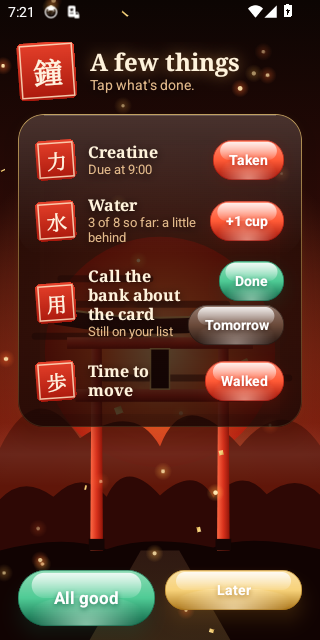 7:21
鐘
A few things
Tap what's done.
力
Creatine
Due at 9:00
Taken
水
Water
3 of 8 so far: a little
behind
+1 cup
用
Call the
bank about
the card
Still on your list
Done
Tomorrow
歩
Time to
move
Walked
All good
Later